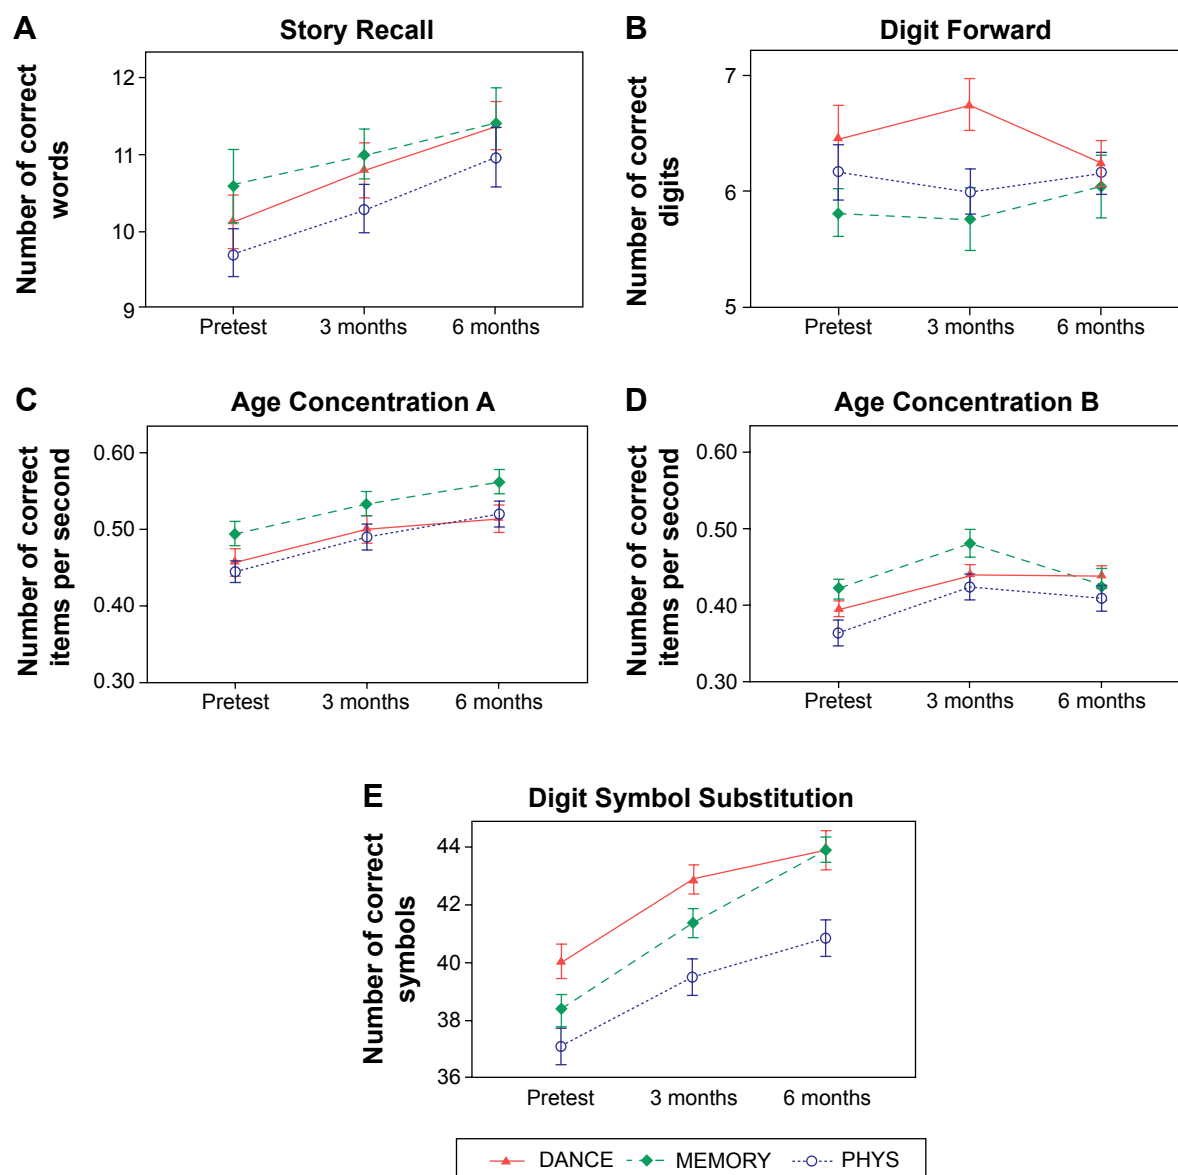 A
Story Recall
Number of correct
words
12
11
10
9
Pretest
3 months
6 months
B
Digit Forward
Number of correct
digits
7
6
5
Pretest
3 months
6 months
C
Age Concentration A
Number of correct
items per second
0.60
0.50
0.40
0.30
Pretest
3 months
6 months
D
Age Concentration B
Number of correct
items per second
0.60
0.50
0.40
0.30
Pretest
3 months
6 months
E
Digit Symbol Substitution
Number of correct
symbols
44
42
40
38
36
Pretest
3 months
6 months
DANCE
MEMORY
PHYS